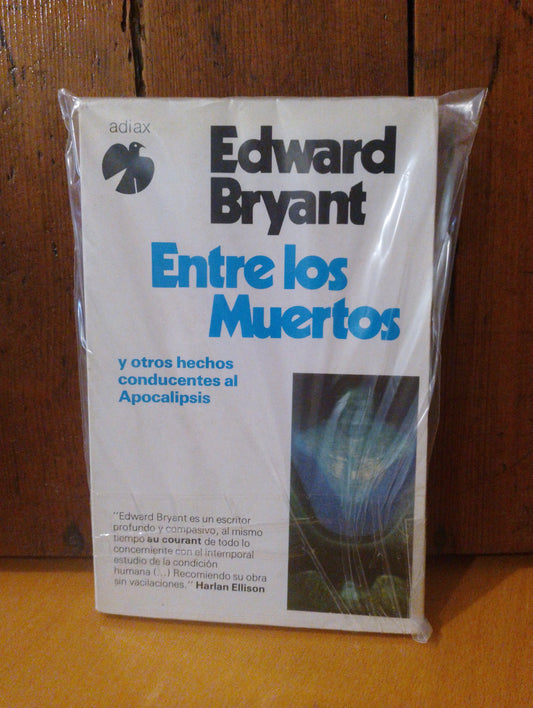 adiax
Edward
Bryant
Entre los
Muertos
y otros hechos
conducentes al
Apocalipsis
"Edward Bryant es un escritor
profundo y compasivo, al mismo
tiempo au courant de todo lo
concerniente con el intemporal
estudio de la condición
humana (...) Recomiendo su obra
sin vacilaciones." Harlan Ellison